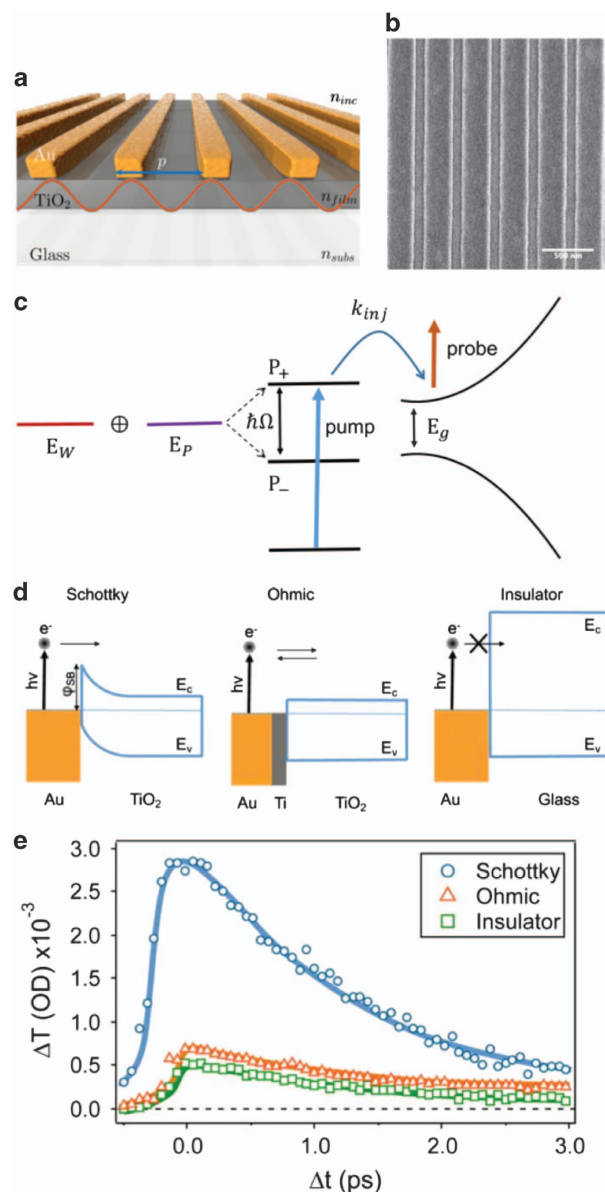 a
Au
p
n_inc
TiO₂
n_film
Glass
n_subs
b
500 nm
c
k_inj
probe
P₊
E_W ⊕ E_P
ℏΩ
pump
E_g
P₋
d
Schottky
Ohmic
Insulator
e⁻
hν
φ_SB
E_c
E_v
Au
TiO₂
e⁻
hν
E_c
E_v
Au
Ti
TiO₂
e⁻
hν
E_c
E_v
Au
Glass
e
ΔT (OD) x10⁻³
3.0
2.5
2.0
1.5
1.0
0.5
0.0
Schottky
Ohmic
Insulator
0.0
1.0
2.0
3.0
Δt (ps)